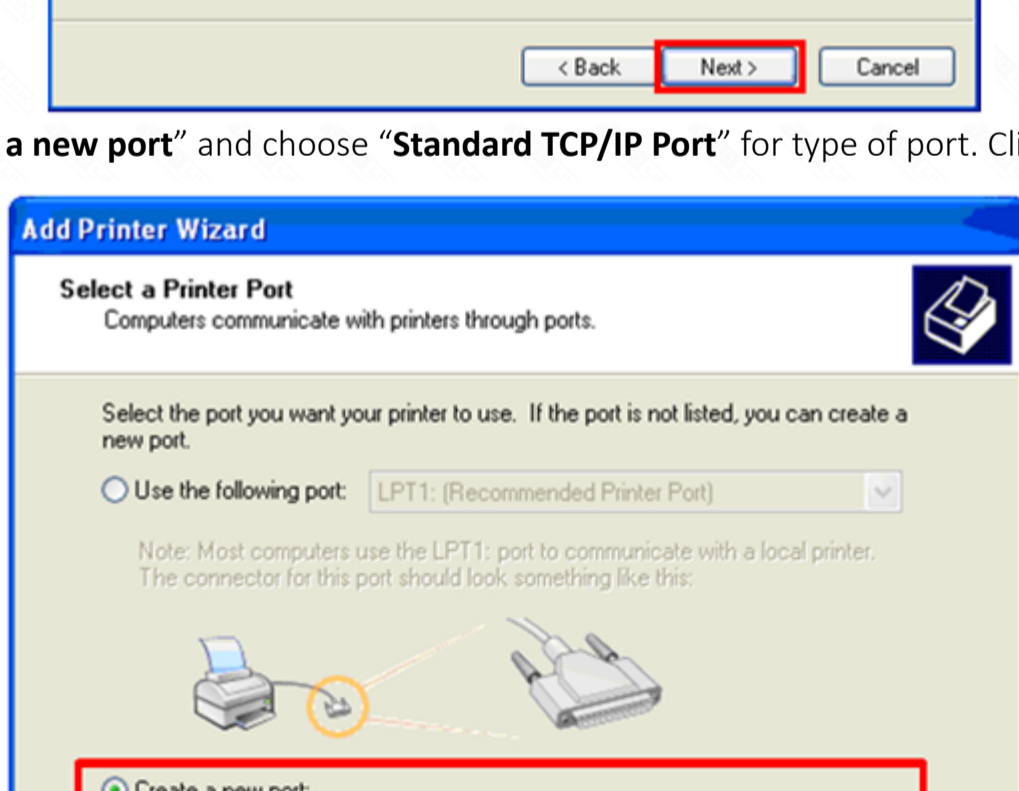 < Back Next > Cancel
a new port” and choose “Standard TCP/IP Port” for type of port. Cli
Add Printer Wizard
Select a Printer Port
Computers communicate with printers through ports.
Select the port you want your printer to use. If the port is not listed, you can create a
new port.
Use the following port: LPT1: (Recommended Printer Port)
Note: Most computers use the LPT1: port to communicate with a local printer.
The connector for this port should look something like this:
Create a new port: